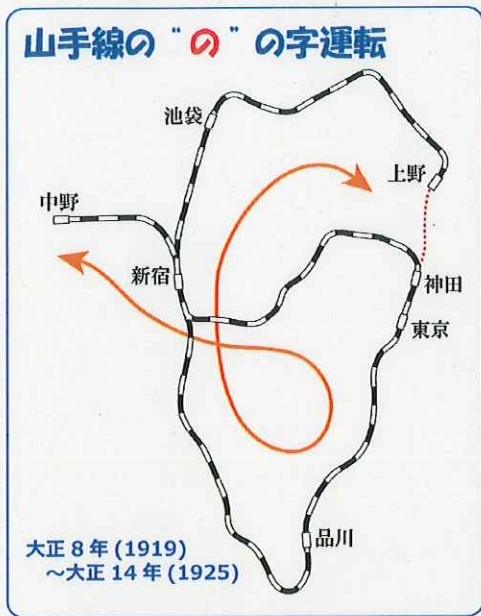 山手線の“の”の字運転
池袋
上野
中野
新宿
神田
東京
品川
大正8年(1919)
～大正14年(1925)